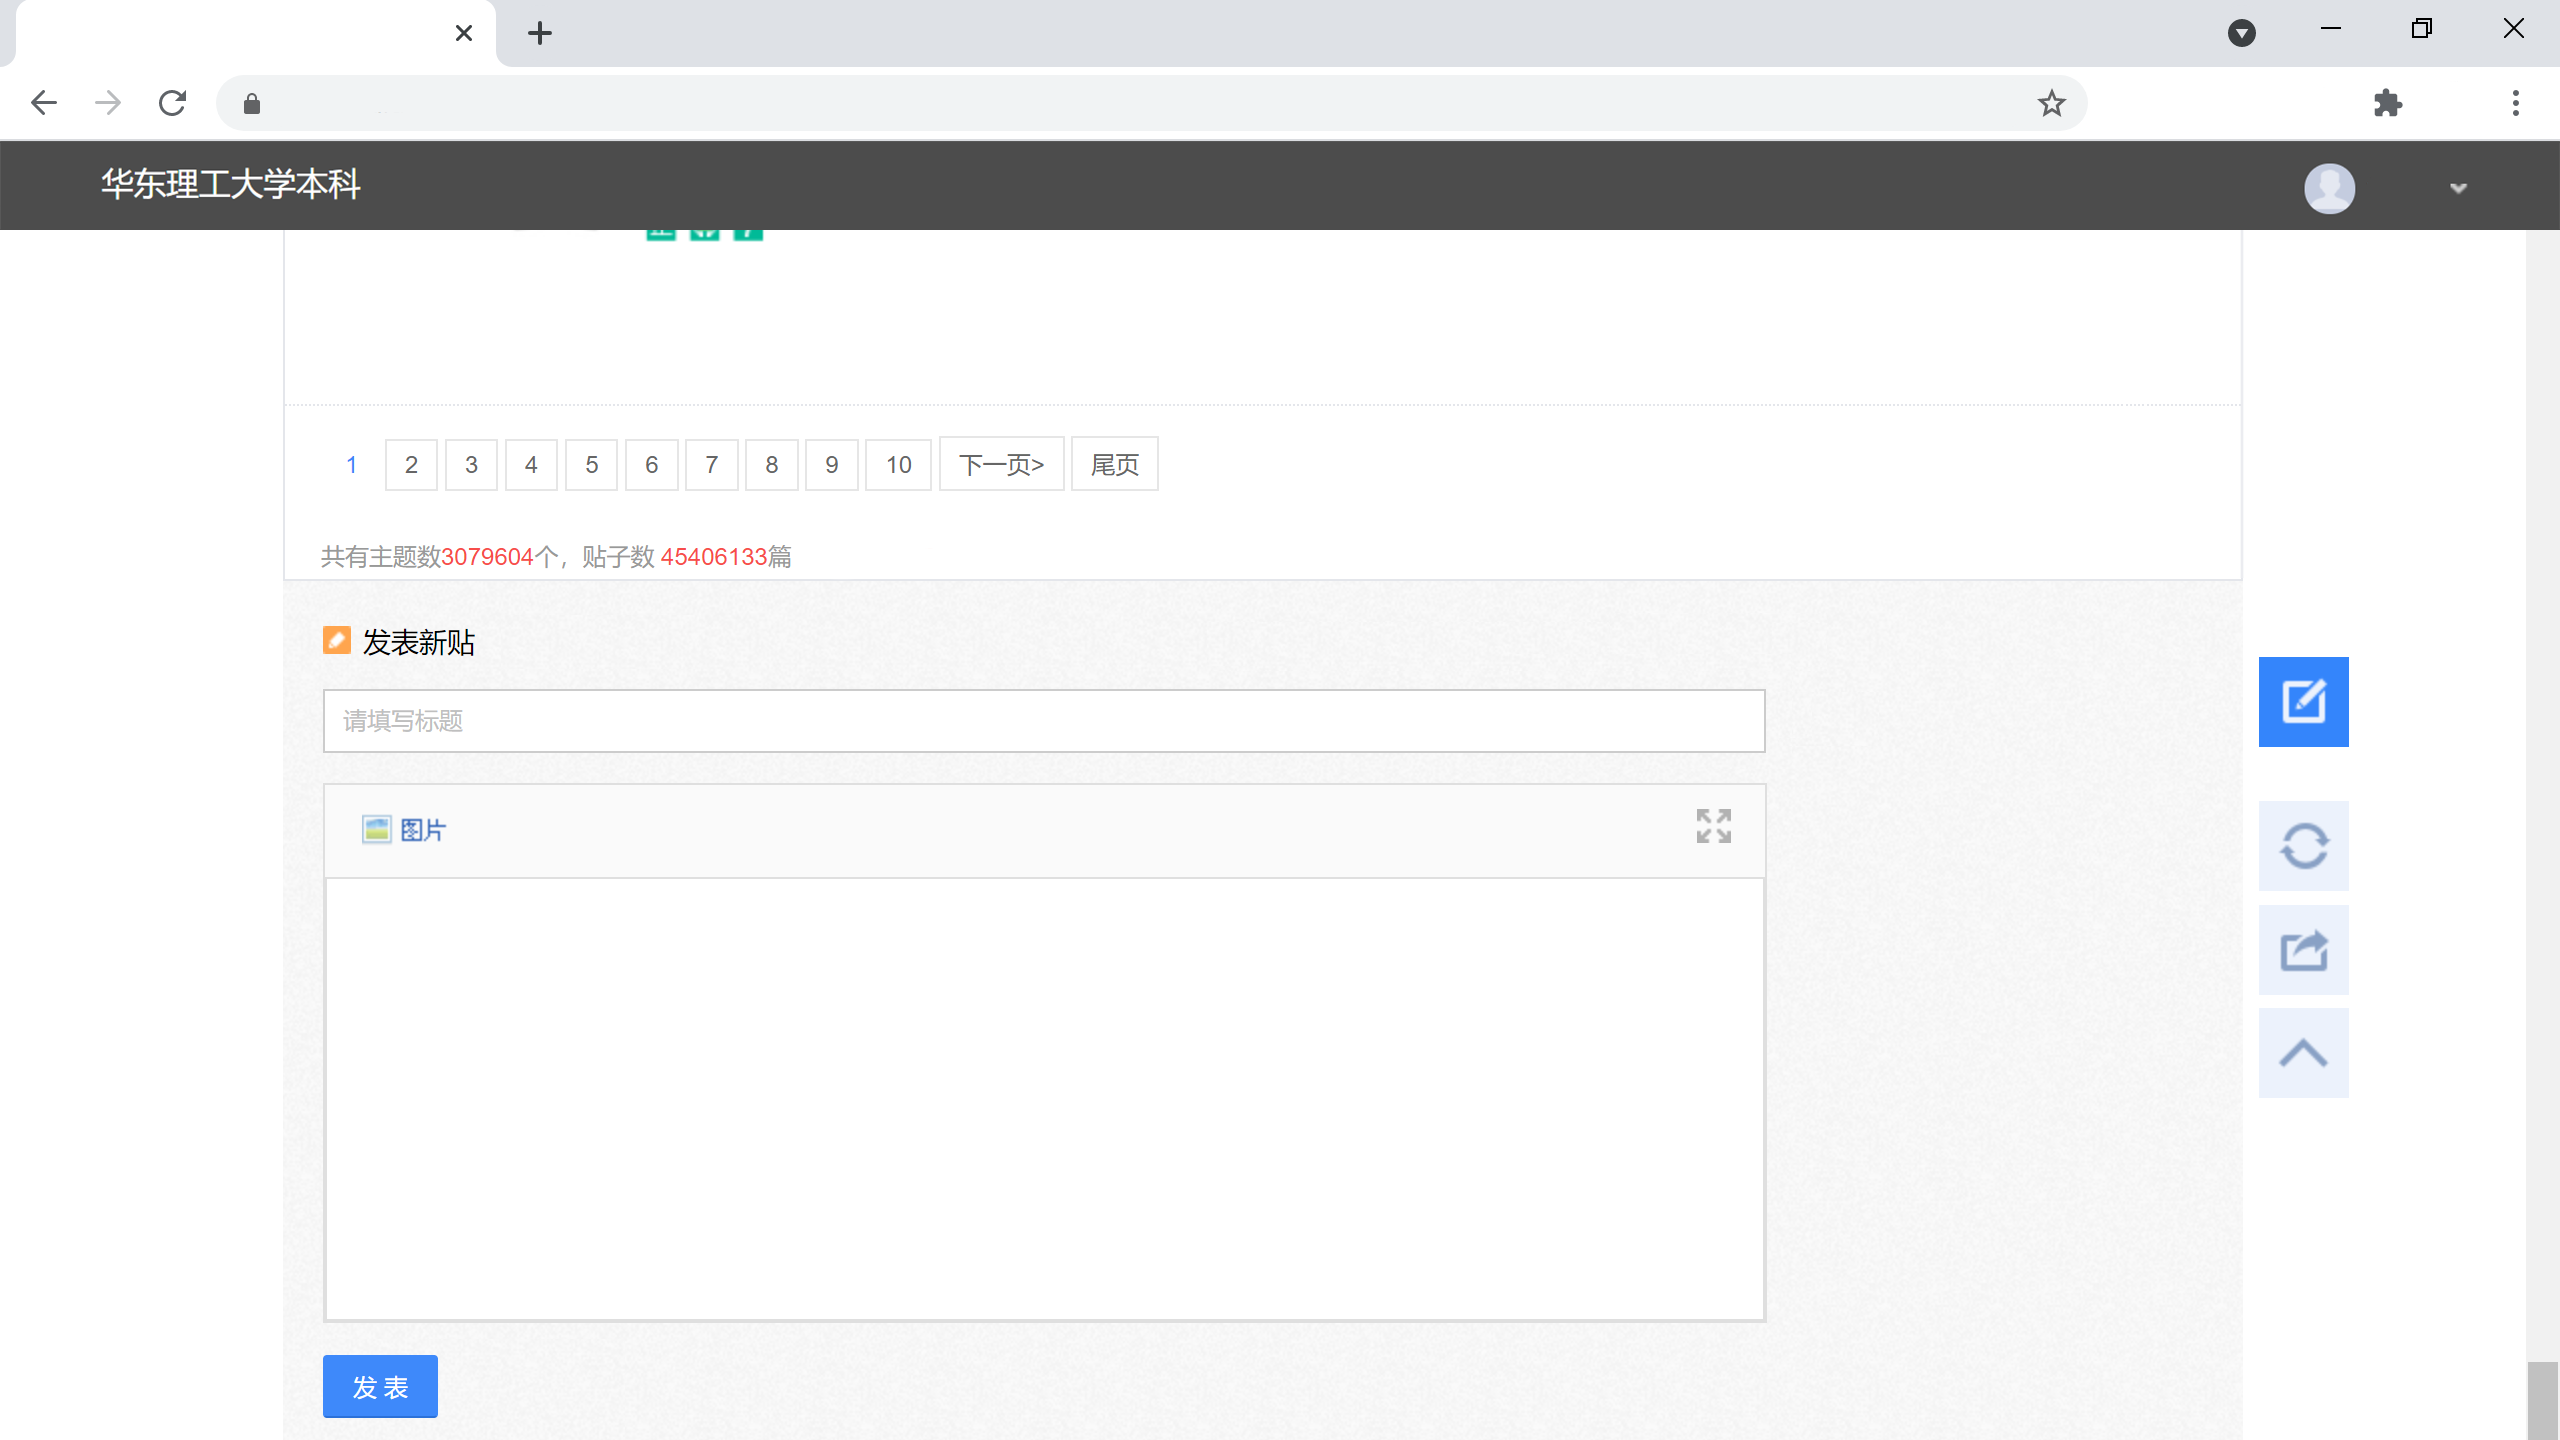 华东理工大学本科
1 2 3 4 5 6 7 8 9 10 下一页> 尾页
共有主题数3079604个，贴子数 45406133篇
发表新贴
请填写标题
图片
发 表